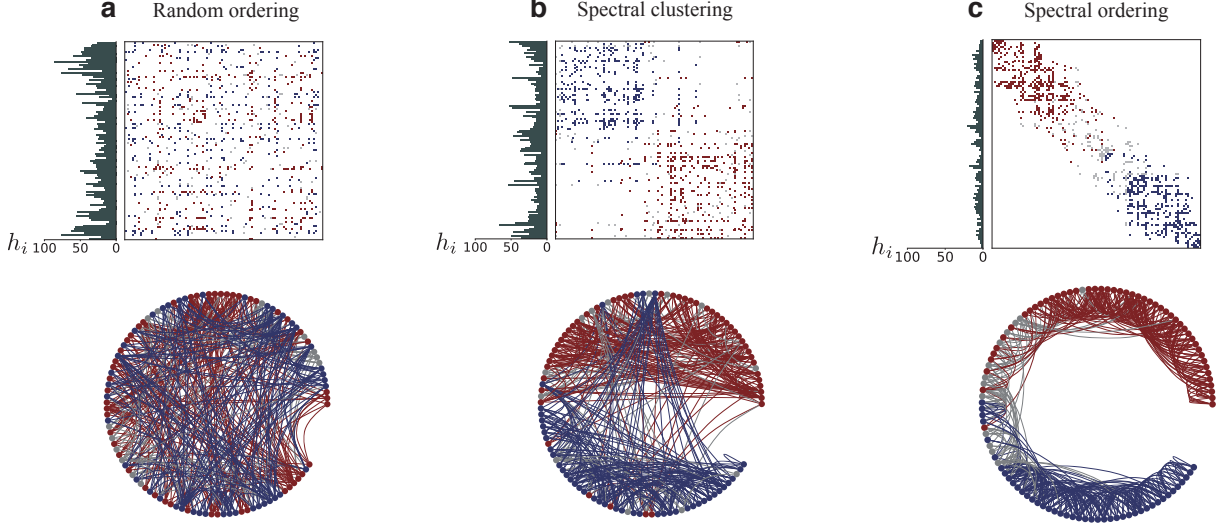 a Random ordering
b Spectral clustering
c Spectral ordering
h_i 100 50 0
h_i 100 50 0
h_i 100 50 0